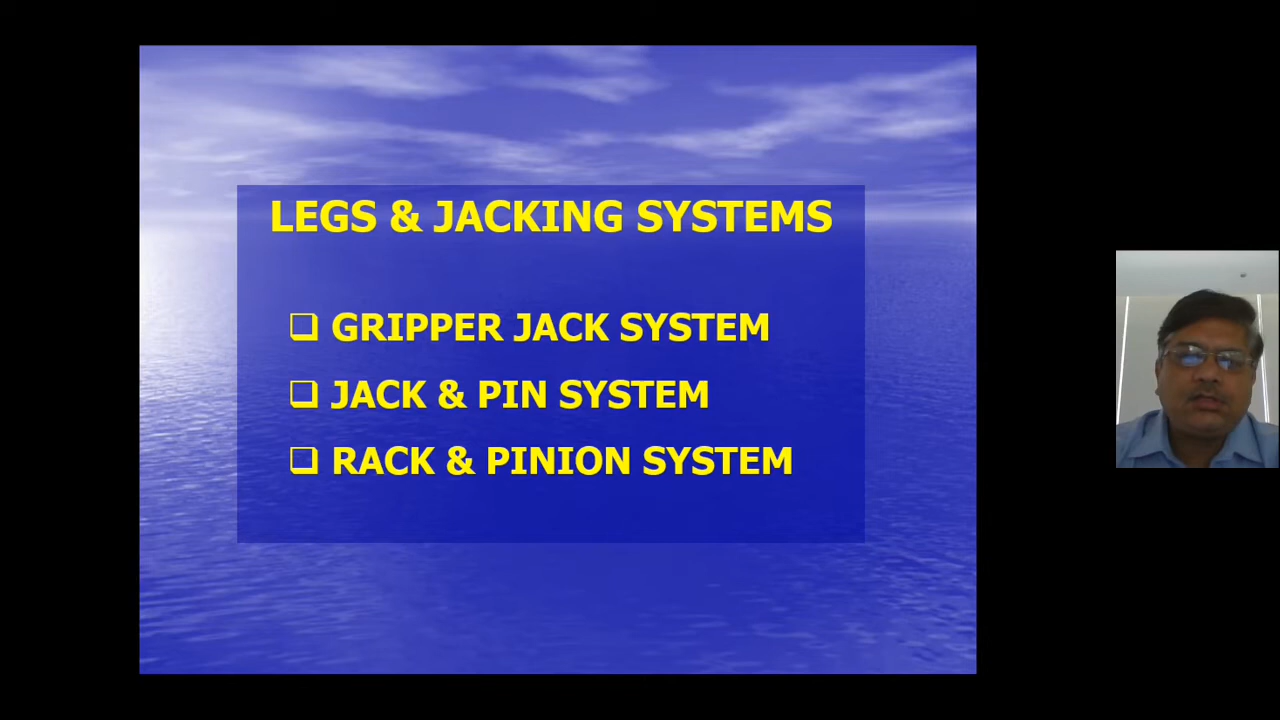 LEGS & JACKING SYSTEMS
❑ GRIPPER JACK SYSTEM
❑ JACK & PIN SYSTEM
❑ RACK & PINION SYSTEM